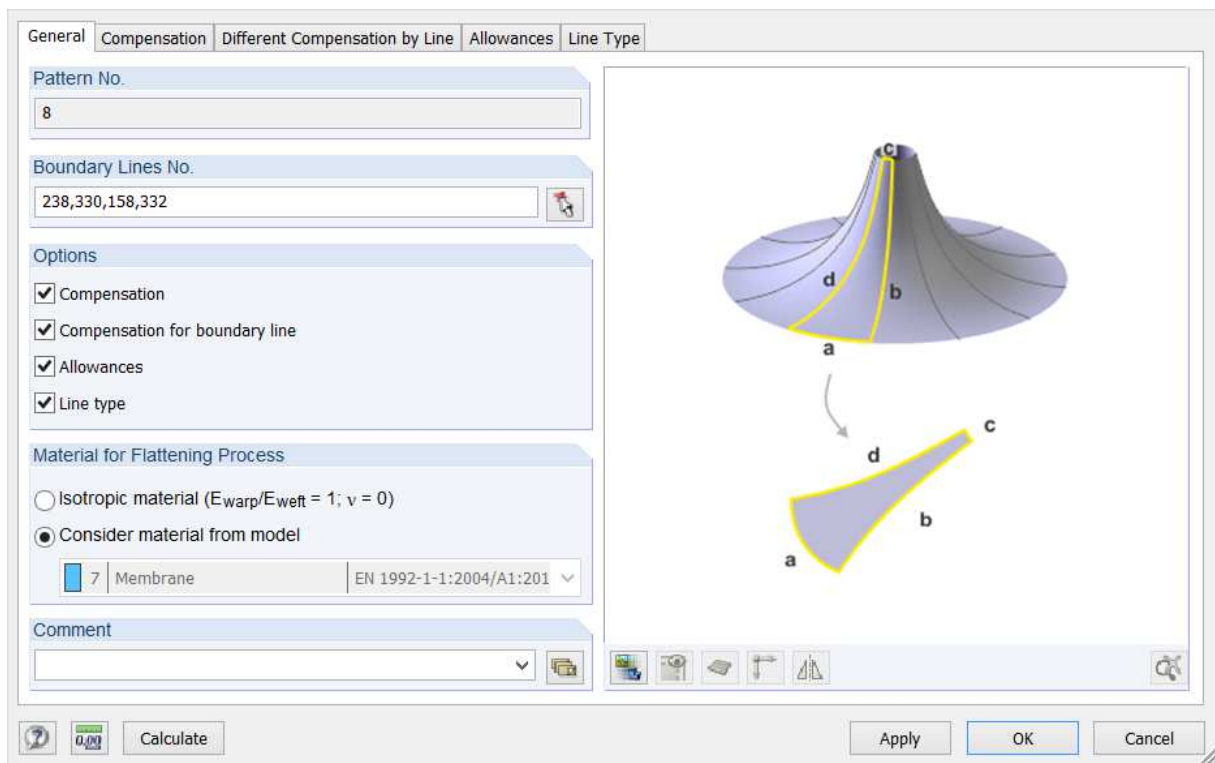 General Compensation Different Compensation by Line Allowances Line Type
Pattern No.
8
Boundary Lines No.
238,330,158,332
Options
Compensation
Compensation for boundary line
Allowances
Line type
Material for Flattening Process
Isotropic material (Ewarp/Eweft = 1; ν = 0)
Consider material from model
7 Membrane EN 1992-1-1:2004/A1:201
Comment
c
d
b
a
c
d
b
a
0,00
Calculate
Apply
OK
Cancel